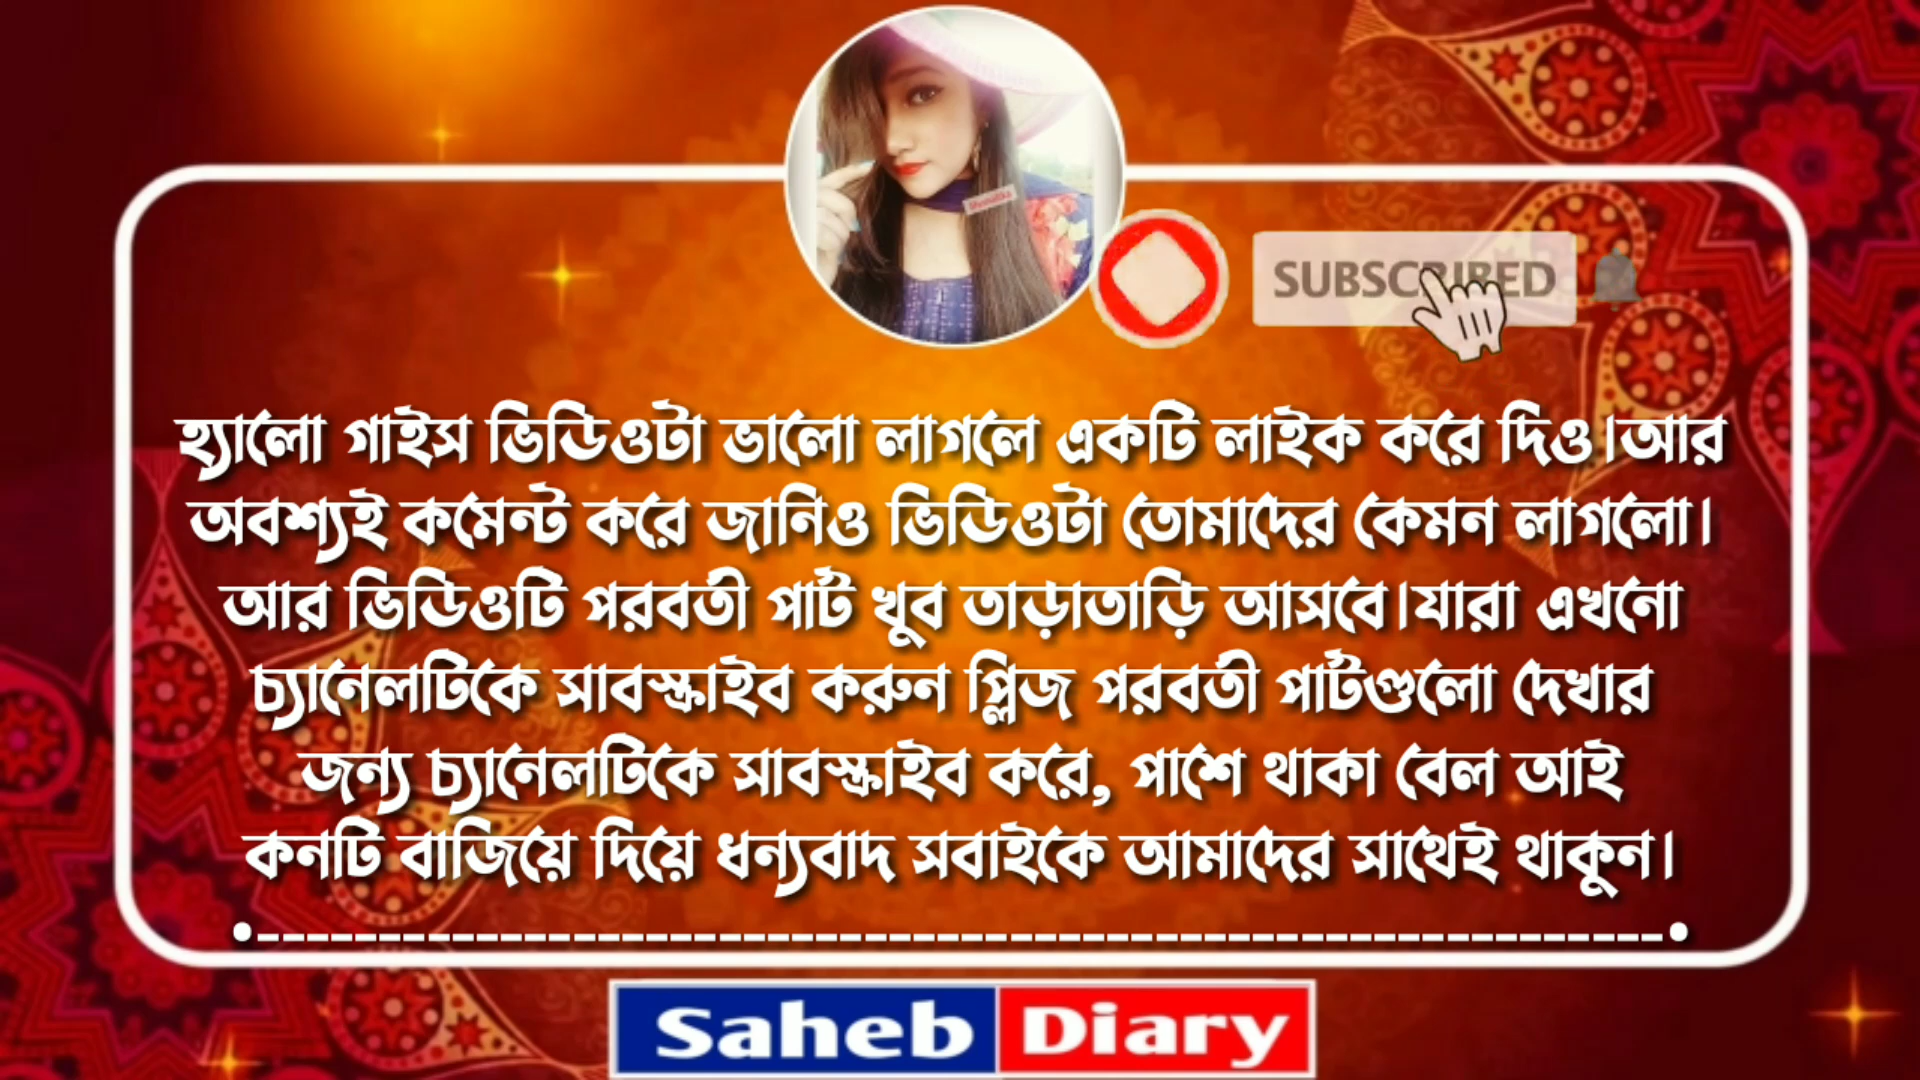 SUBSCRIBED
হ্যালো গাইস ভিডিওটা ভালো লাগলে একটি লাইক করে দিও।আর
অবশ্যই কমেন্ট করে জানিও ভিডিওটা তোমাদের কেমন লাগলো।
আর ভিডিওটি পরবর্তী পার্ট খুব তাড়াতাড়ি আসবে।যারা এখনো
চ্যানেলটিকে সাবস্ক্রাইব করুন প্লিজ পরবর্তী পার্টগুলো দেখার
জন্য চ্যানেলটিকে সাবস্ক্রাইব করে, পাশে থাকা বেল আই
কনটি বাজিয়ে দিয়ে ধন্যবাদ সবাইকে আমাদের সাথেই থাকুন।
Saheb Diary